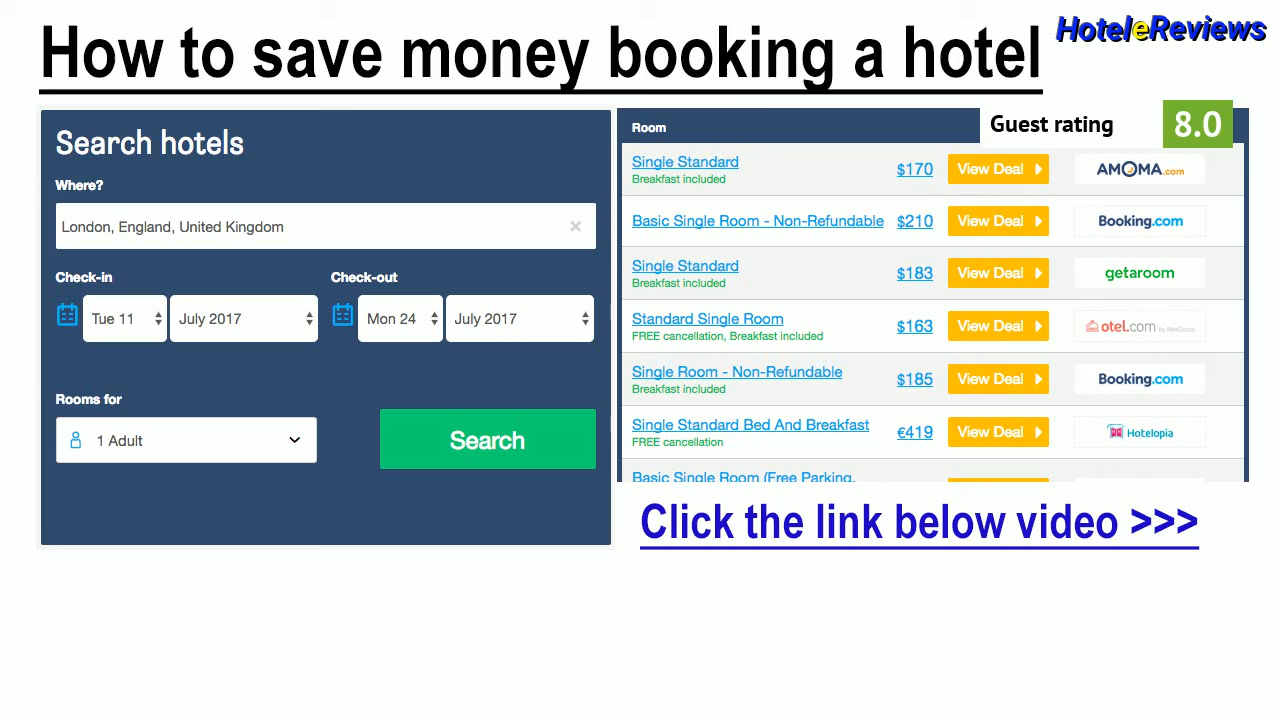 How to save money booking a hotel
HoteleReviews
Search hotels
Where?
London, England, United Kingdom
Check-in
Check-out
Tue 11
July 2017
Mon 24
July 2017
Rooms for
1 Adult
Search
Room
Guest rating
8.0
Single Standard
Breakfast included
$170
View Deal
AMOMA.com
Basic Single Room - Non-Refundable
$210
View Deal
Booking.com
Single Standard
Breakfast included
$183
View Deal
getaroom
Standard Single Room
FREE cancellation, Breakfast included
$163
View Deal
otel.com
Single Room - Non-Refundable
Breakfast included
$185
View Deal
Booking.com
Single Standard Bed And Breakfast
FREE cancellation
€419
View Deal
Hotelopia
Basic Single Room (Free Parking,
Click the link below video >>>